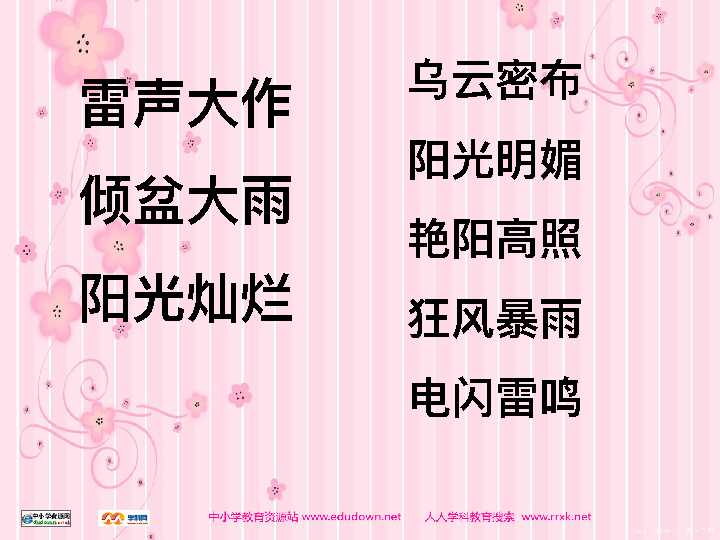 雷声大作
倾盆大雨
阳光灿烂
乌云密布
阳光明媚
艳阳高照
狂风暴雨
电闪雷鸣
中小学教育资源站 www.edudown.net 人人学科教育搜索 www.rrxk.net